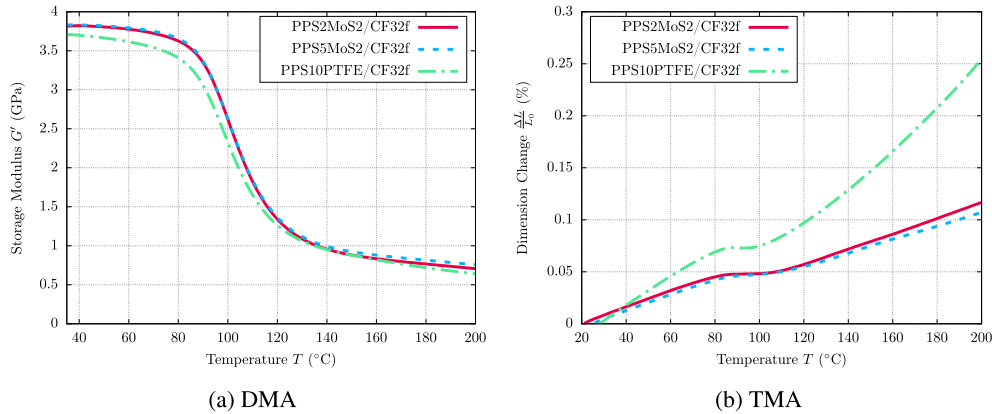 4
3.5
3
2.5
2
1.5
1
0.5
0
40 60 80 100 120 140 160 180 200
Storage Modulus G′ (GPa)
Temperature T (°C)
PPS2MoS2/CF32f
PPS5MoS2/CF32f
PPS10PTFE/CF32f
(a) DMA
0.3
0.25
0.2
0.15
0.1
0.05
0
20 40 60 80 100 120 140 160 180 200
Dimension Change ΔL/L₀ (%)
Temperature T (°C)
PPS2MoS2/CF32f
PPS5MoS2/CF32f
PPS10PTFE/CF32f
(b) TMA